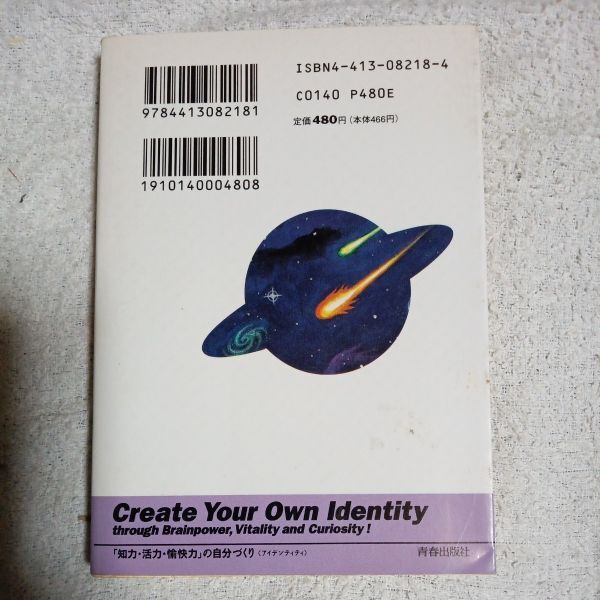 ISBN4-413-08218-4
C0140 P480E
定価480円(本体466円)
9784413082181
1910140004808
Create Your Own Identity
through Brainpower, Vitality and Curiosity!
「知力・活力・愉快力」の自分づくり(アイデンティティ)
青春出版社